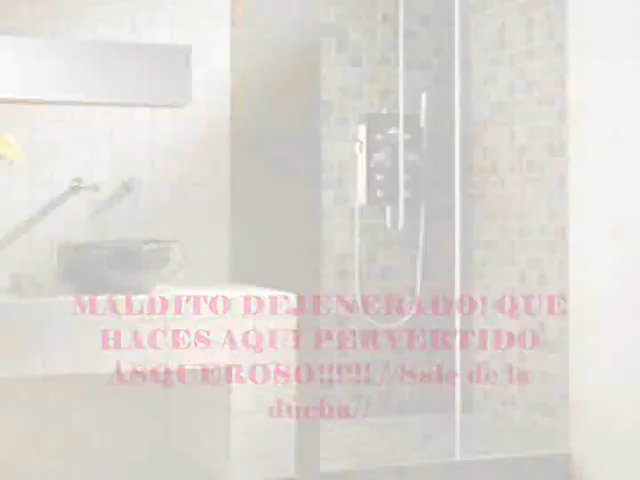 MALDITO DEJENERADO! QUE
HACES AQUI PERVERTIDO
ASQUEROSO!!!!!! //Sale de la
ducha//